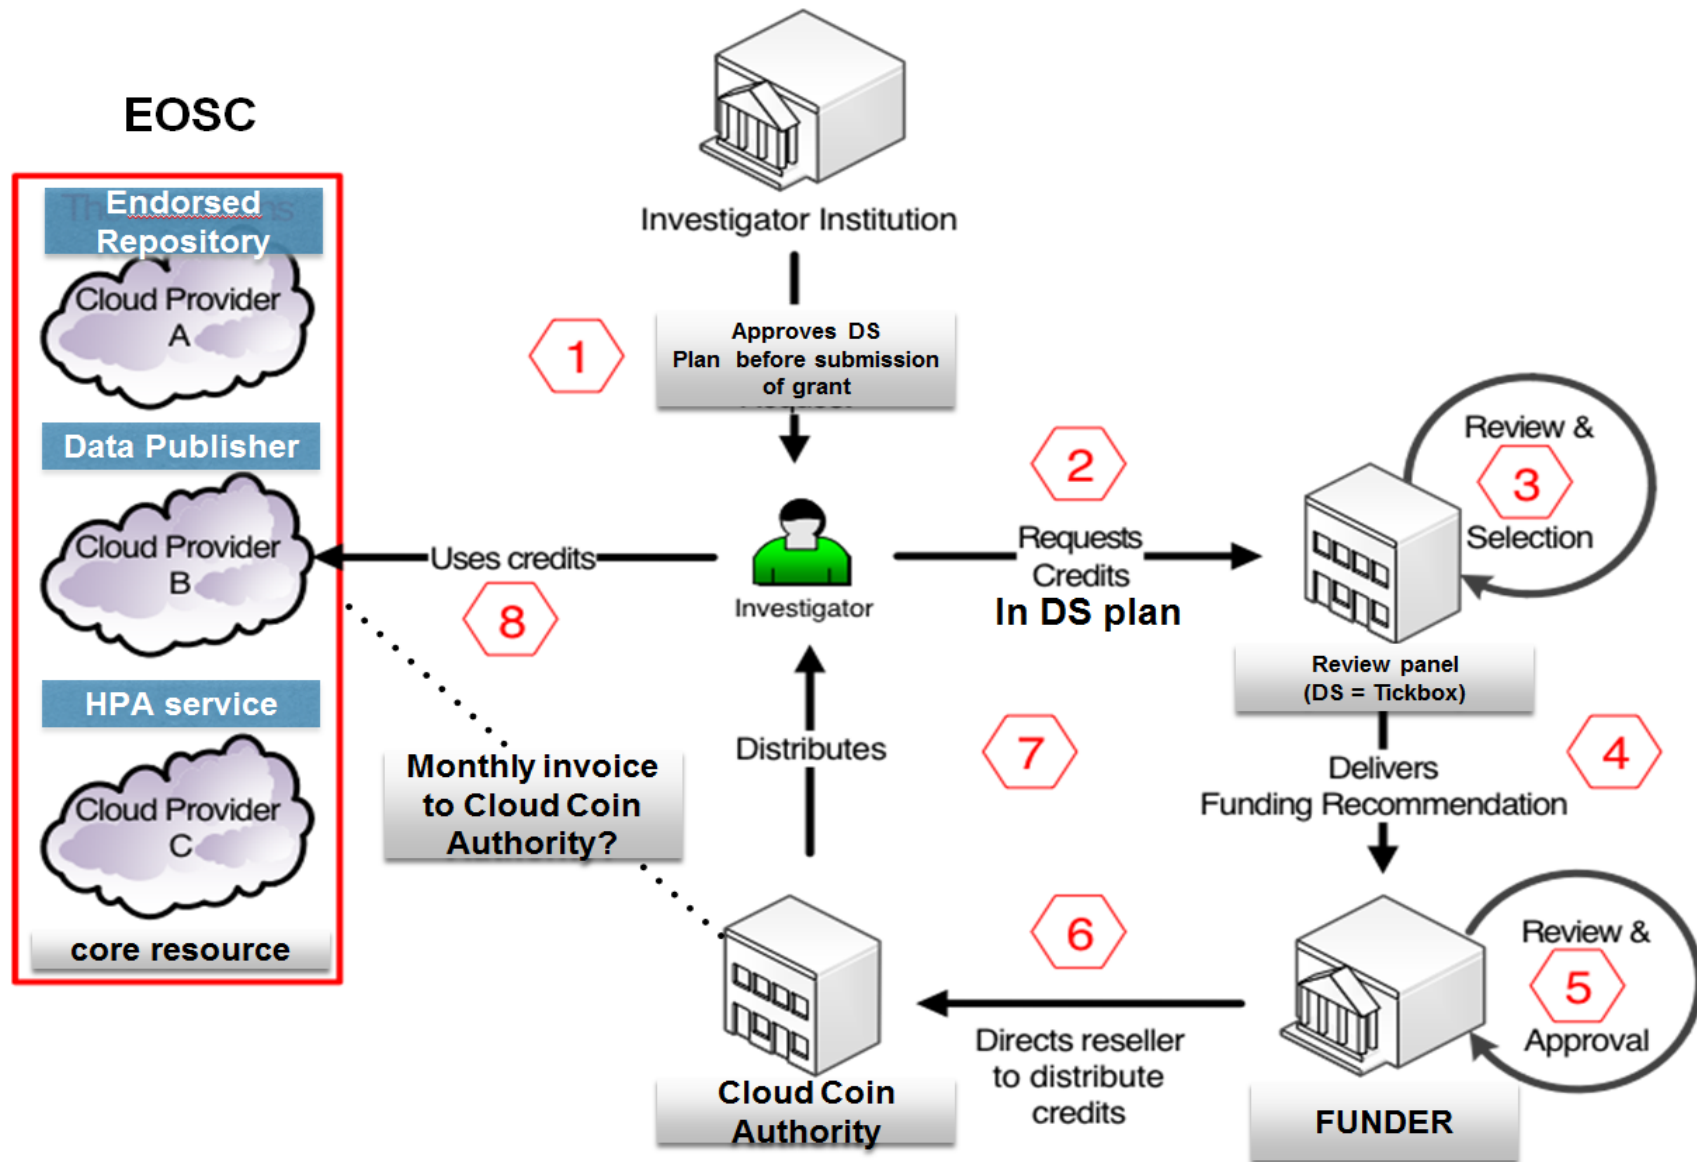 EOSC
Endorsed
Repository
Cloud Provider
A
Data Publisher
Cloud Provider
B
HPA service
Cloud Provider
C
core resource
Investigator Institution
1
Approves DS
Plan before submission
of grant
2
Requests
Credits
In DS plan
Review &
3
Selection
Uses credits
8
Investigator
Review panel
(DS = Tickbox)
Distributes
7
4
Delivers
Funding Recommendation
Monthly invoice
to Cloud Coin
Authority?
6
Directs reseller
to distribute
credits
Review &
5
Approval
Cloud Coin
Authority
FUNDER